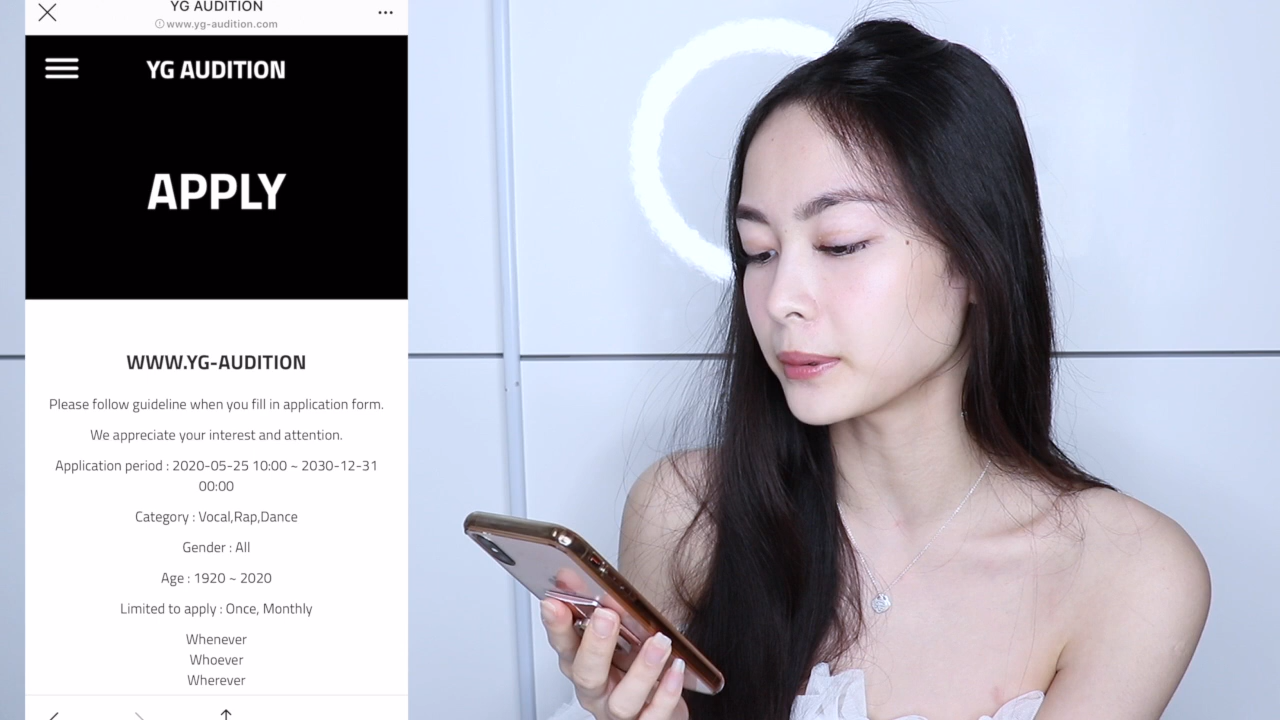 YG AUDITION
www.yg-audition.com
YG AUDITION
APPLY
WWW.YG-AUDITION
Please follow guideline when you fill in application form.
We appreciate your interest and attention.
Application period : 2020-05-25 10:00 ~ 2030-12-31
00:00
Category : Vocal,Rap,Dance
Gender : All
Age : 1920 ~ 2020
Limited to apply : Once, Monthly
Whenever
Whoever
Wherever